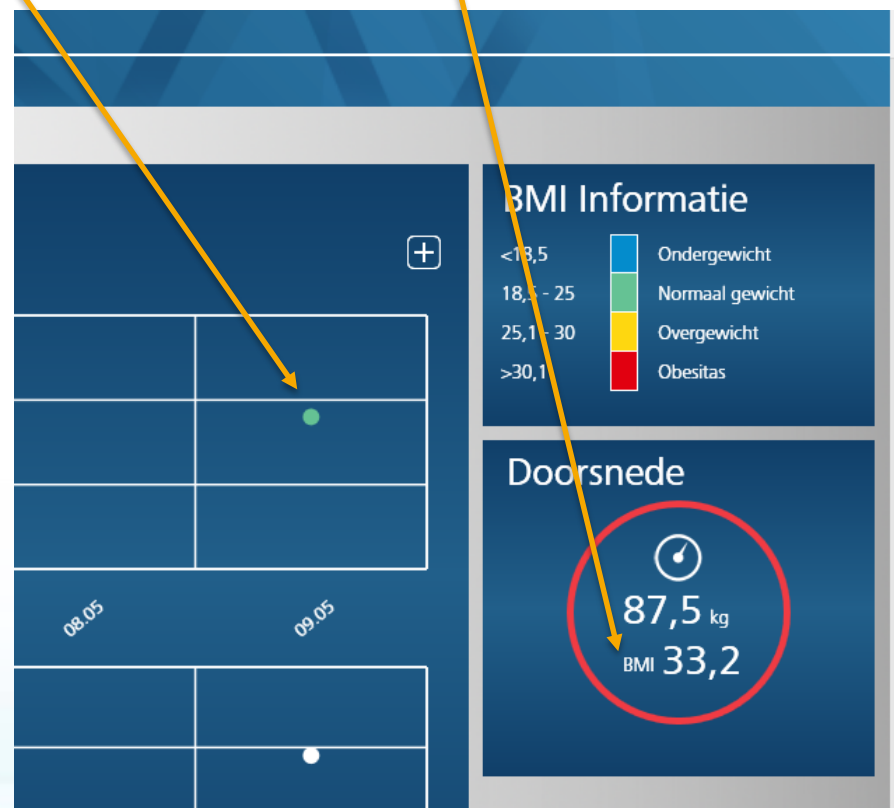 BMI Informatie
<18,5 Ondergewicht
18,5 - 25 Normaal gewicht
25,1 - 30 Overgewicht
>30,1 Obesitas
Doorsnede
87,5 kg
BMI 33,2
08.05 09.05